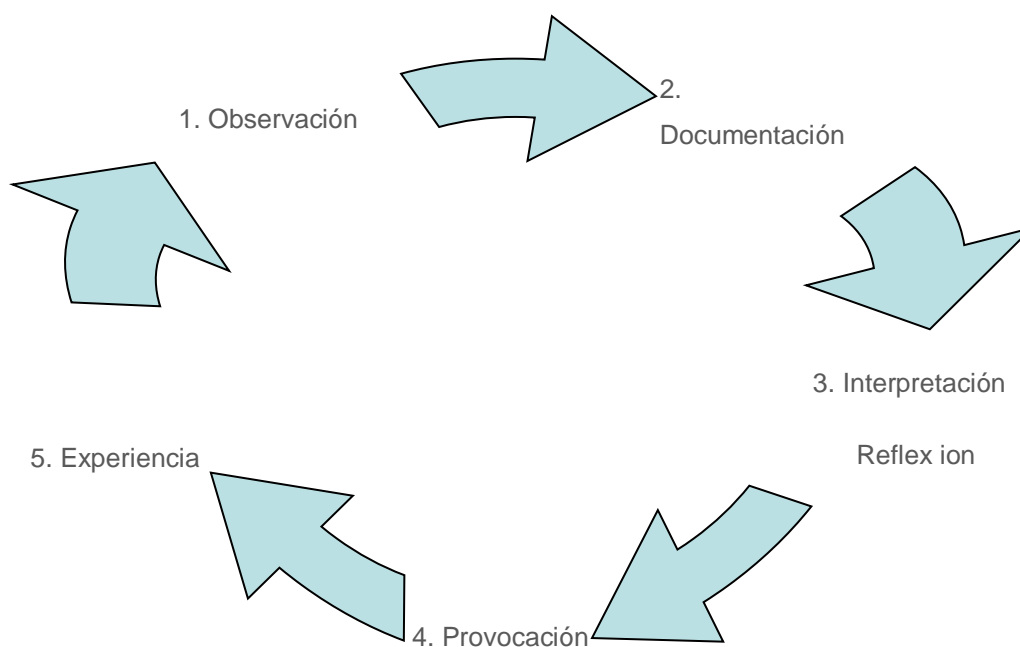 1. Observación
2.
Documentación
3. Interpretación
Reflex ion
4. Provocación
5. Experiencia